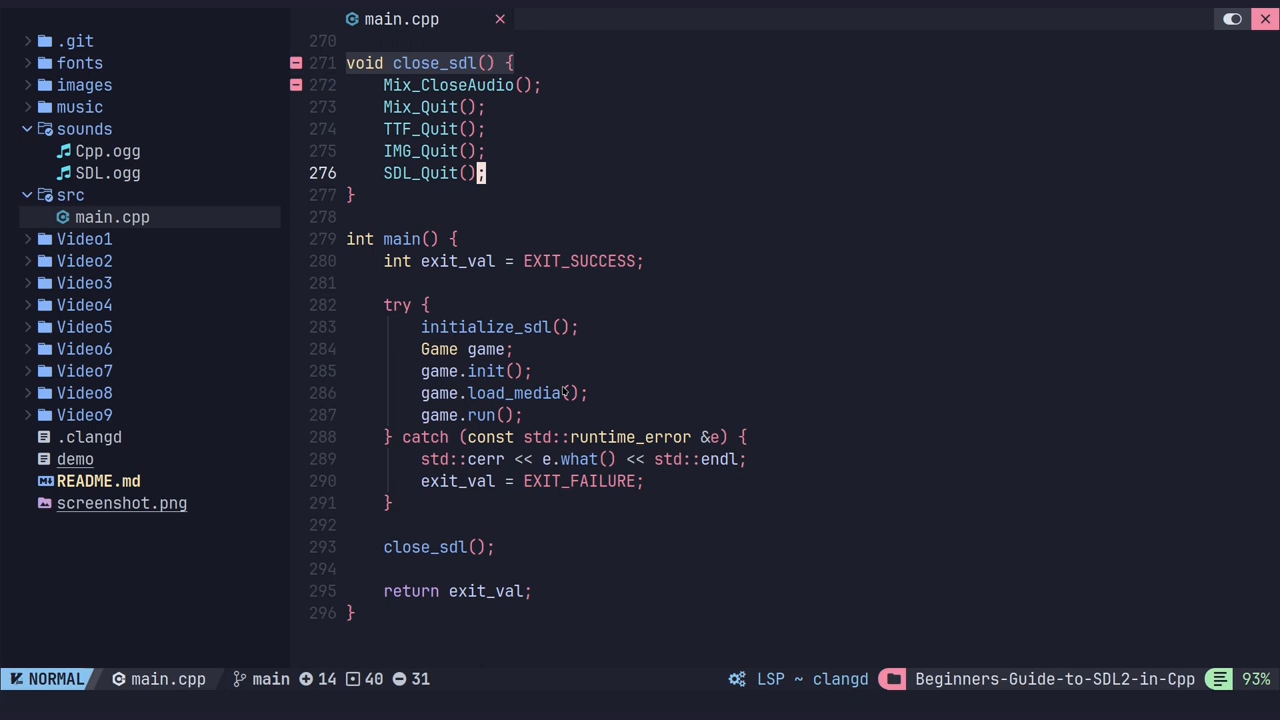 main.cpp
.git
fonts
images
music
sounds
Cpp.ogg
SDL.ogg
src
main.cpp
Video1
Video2
Video3
Video4
Video5
Video6
Video7
Video8
Video9
.clangd
demo
README.md
screenshot.png
270
271 void close_sdl() {
272     Mix_CloseAudio();
273     Mix_Quit();
274     TTF_Quit();
275     IMG_Quit();
276     SDL_Quit();
277 }
278
279 int main() {
280     int exit_val = EXIT_SUCCESS;
281
282     try {
283         initialize_sdl();
284         Game game;
285         game.init();
286         game.load_media();
287         game.run();
288     } catch (const std::runtime_error &e) {
289         std::cerr << e.what() << std::endl;
290         exit_val = EXIT_FAILURE;
291     }
292
293     close_sdl();
294
295     return exit_val;
296 }
NORMAL main.cpp main 14 40 31 LSP ~ clangd Beginners-Guide-to-SDL2-in-Cpp 93%